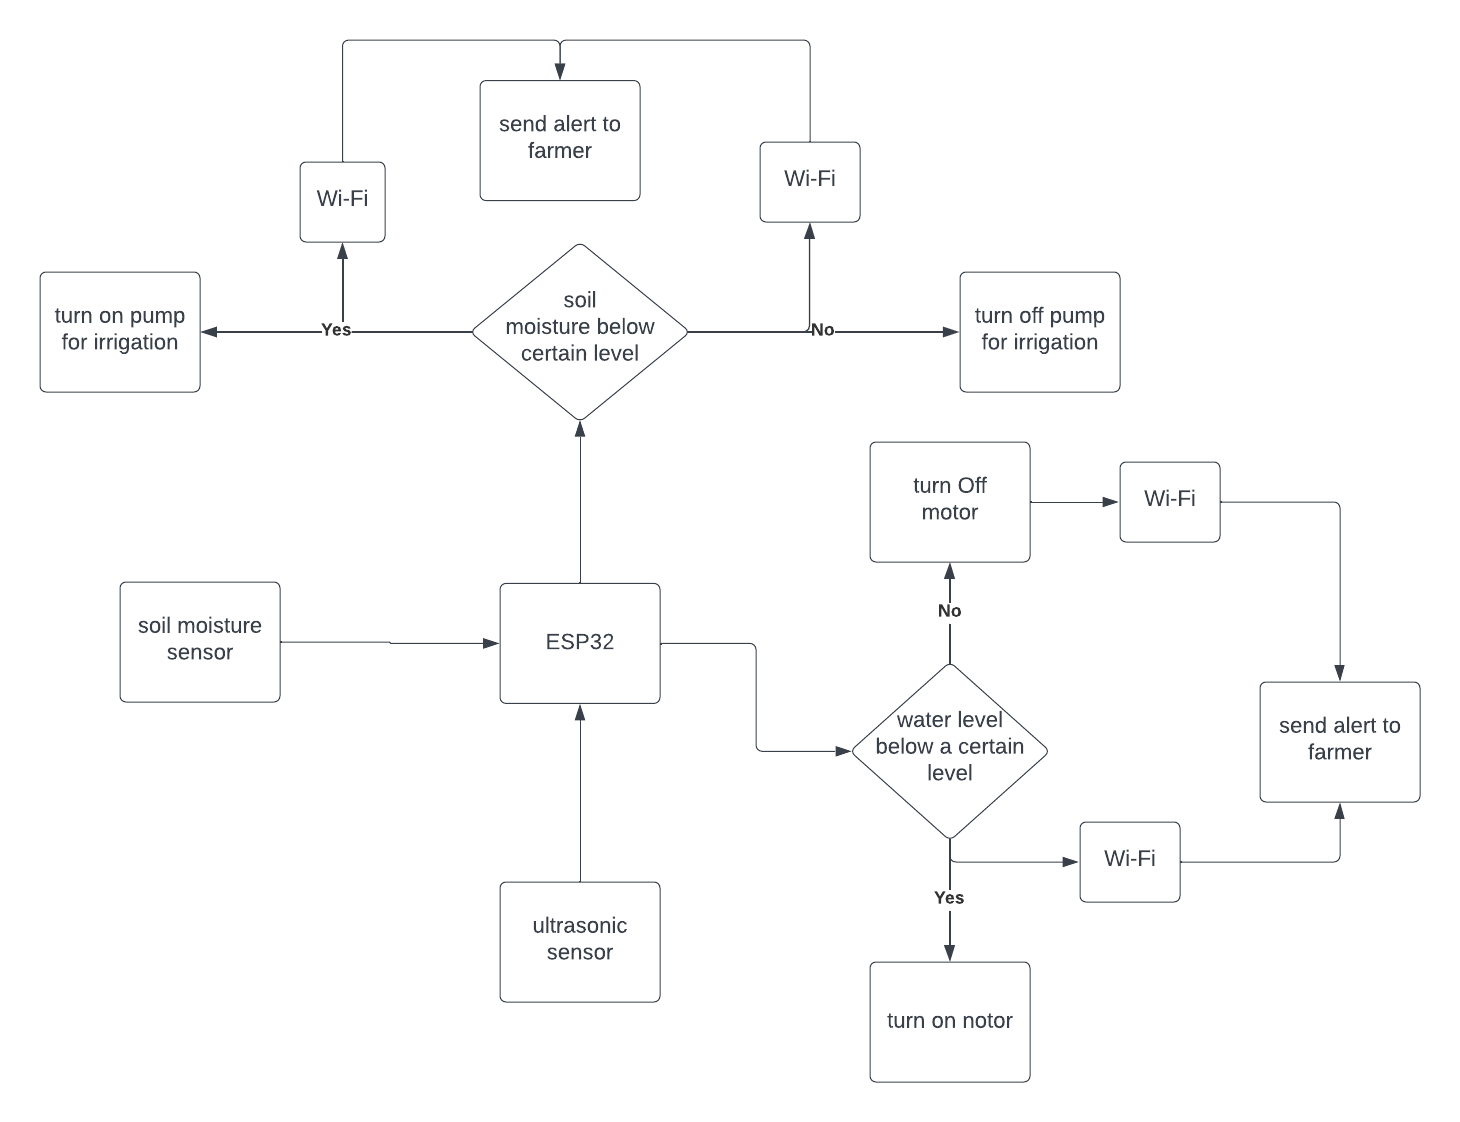 send alert to
farmer
Wi-Fi
Wi-Fi
soil
moisture below
certain level
turn on pump
for irrigation
Yes
No
turn off pump
for irrigation
turn Off
motor
Wi-Fi
No
soil moisture
sensor
ESP32
water level
below a certain
level
send alert to
farmer
Wi-Fi
Yes
ultrasonic
sensor
turn on notor